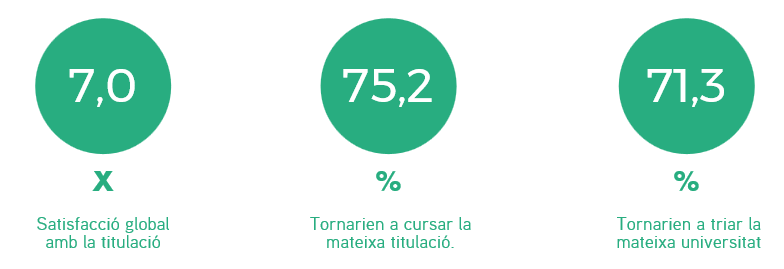 7,0
75,2
71,3
X
%
%
Satisfacció global
amb la titulació
Tornarien a cursar la
mateixa titulació.
Tornarien a triar la
mateixa universitat